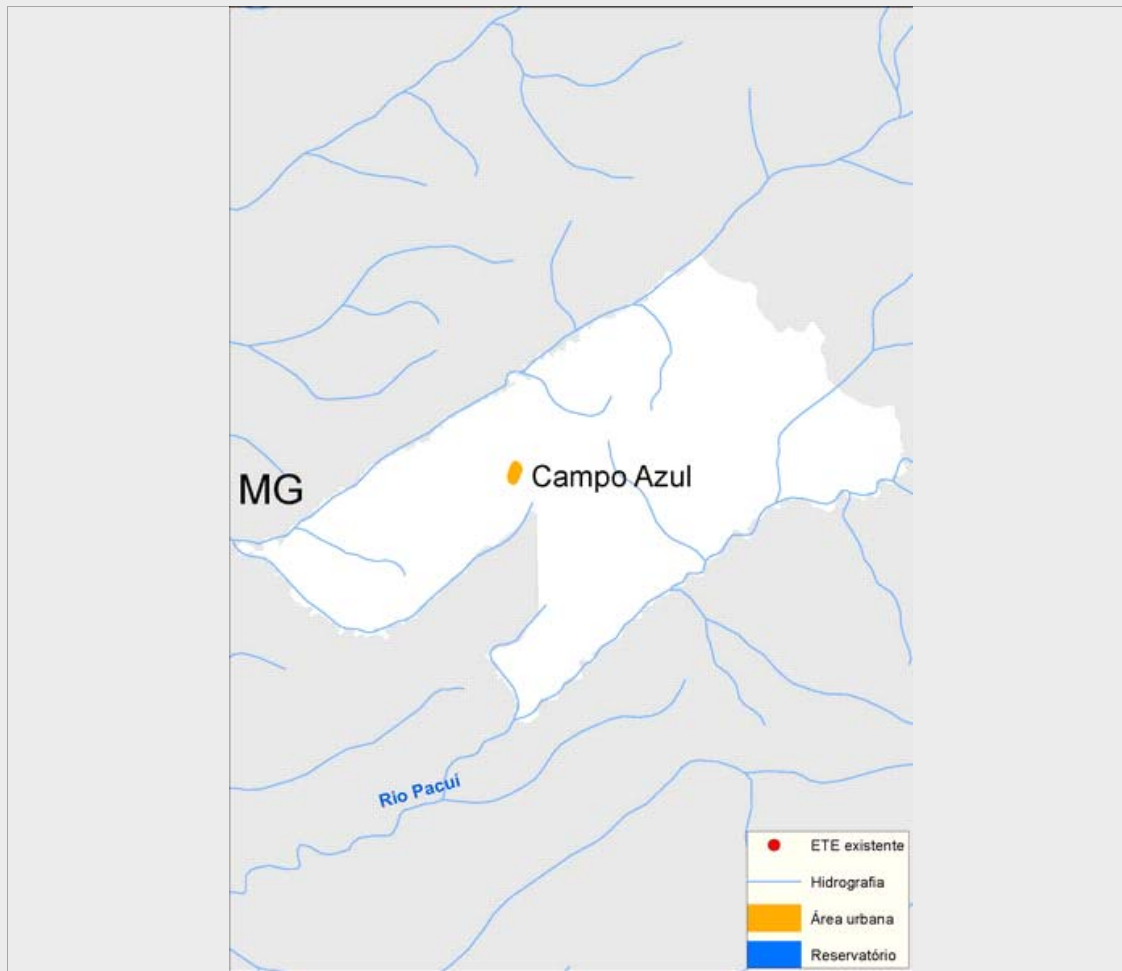 Campo Azul
MG
Rio Pacuí
ETE existente
Hidrografia
Área urbana
Reservatório